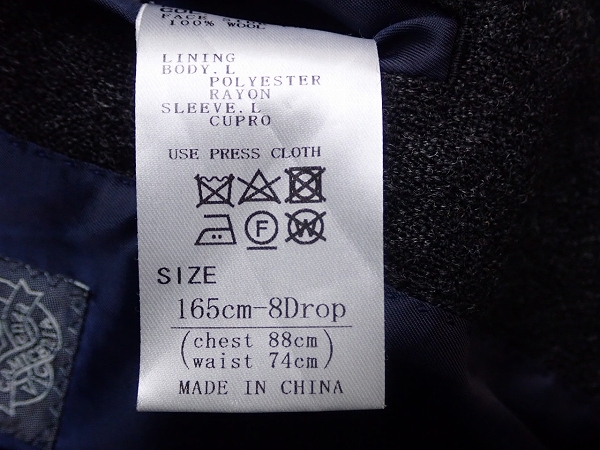 100% WOOL
LINING
BODY.L
POLYESTER
RAYON
SLEEVE.L
CUPRO
USE PRESS CLOTH
F W
SIZE
165cm-8Drop
(chest 88cm
waist 74cm)
MADE IN CHINA